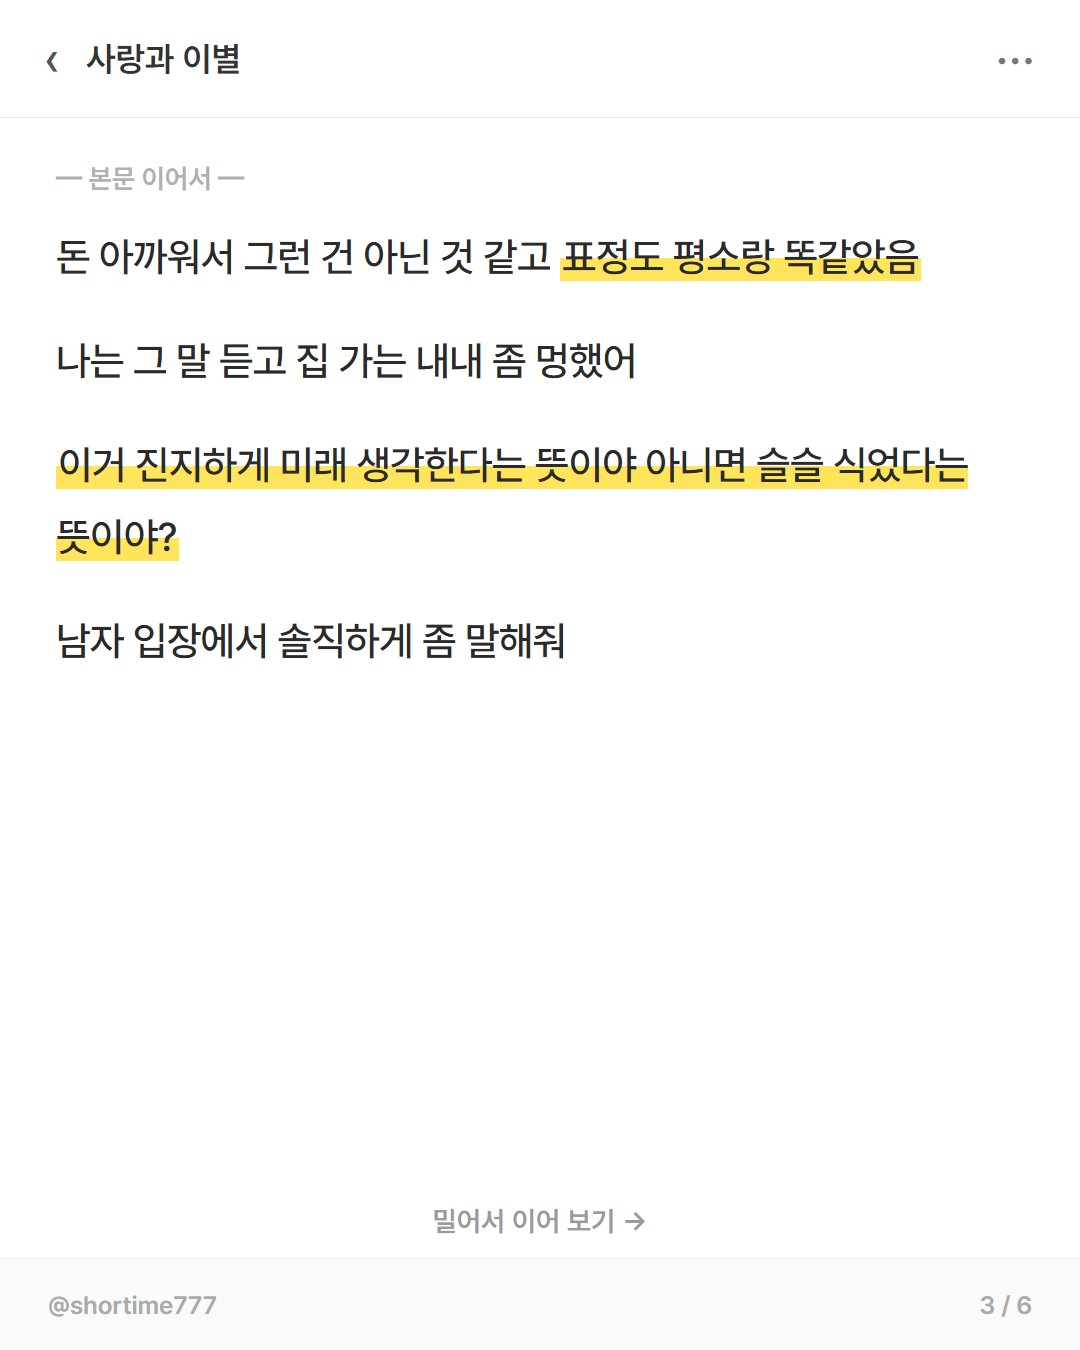 사랑과 이별
— 본문 이어서 —
돈 아까워서 그런 건 아닌 것 같고 표정도 평소랑 똑같았음
나는 그 말 듣고 집 가는 내내 좀 멍했어
이거 진지하게 미래 생각한다는 뜻이야 아니면 슬슬 식었다는
뜻이야?
남자 입장에서 솔직하게 좀 말해줘
밀어서 이어 보기 →
@shortime777
3 / 6